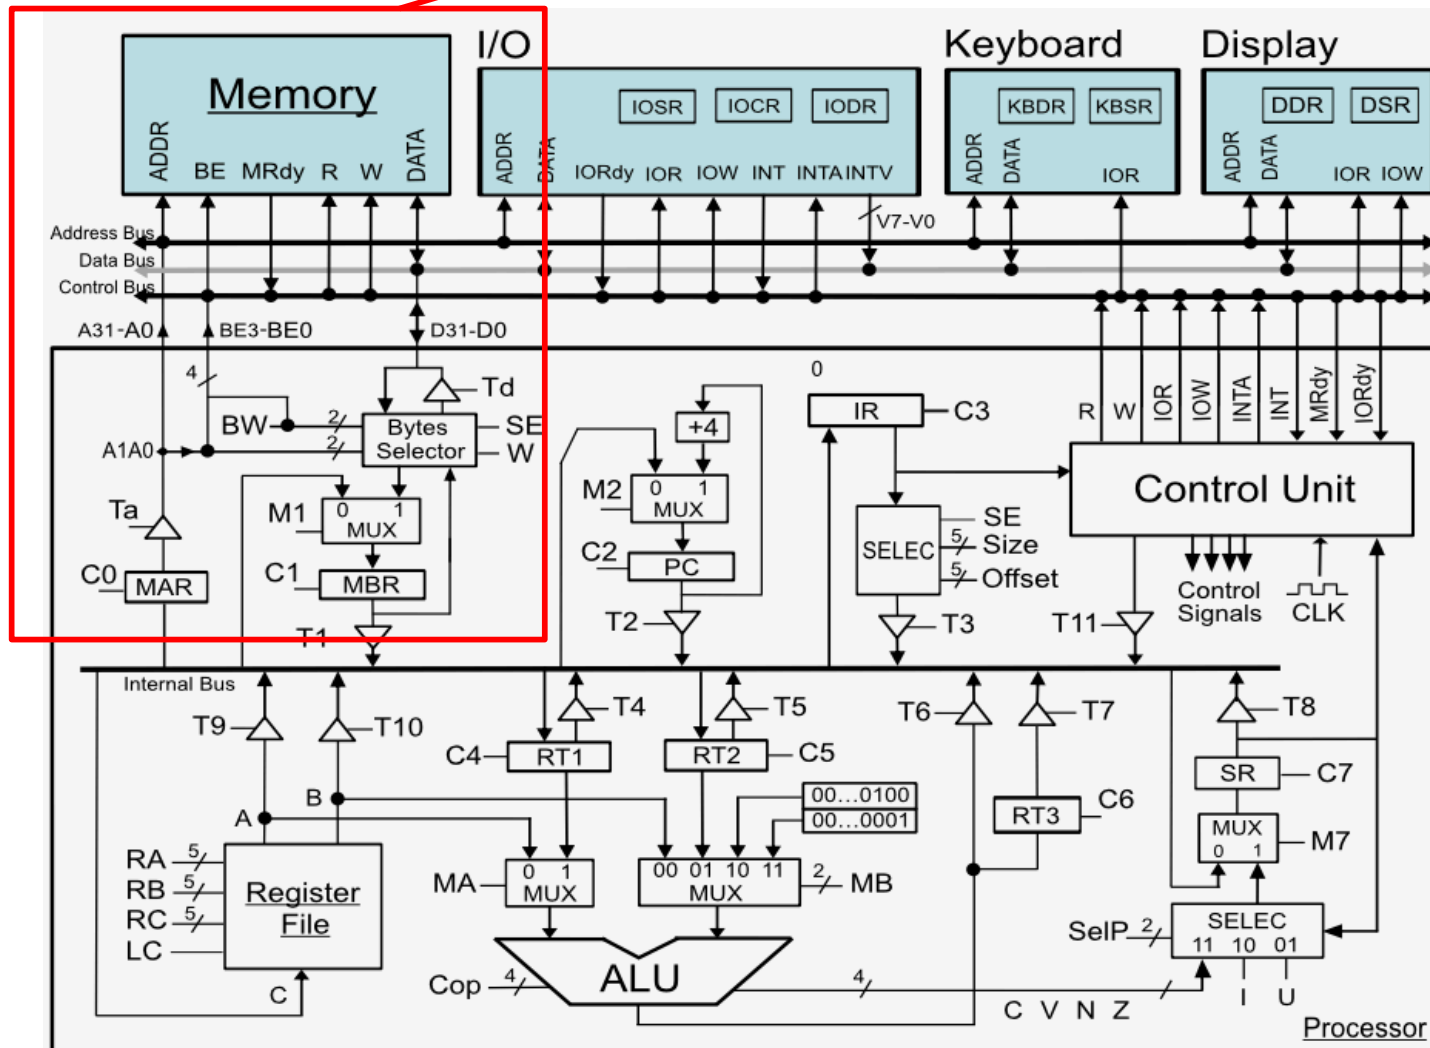 I/O
Keyboard
Display
Memory
IOSR
IOCR
IODR
KBDR
KBSR
DDR
DSR
ADDR
BE
MRdy
R
W
DATA
ADDR
DATA
IORdy
IOR
IOW
INT
INTA
INTV
ADDR
DATA
IOR
ADDR
DATA
IOR
IOW
V7-V0
Address Bus
Data Bus
Control Bus
A31-A0
BE3-BE0
D31-D0
4
Td
0
IR
C3
R
W
IOR
IOW
INTA
INT
MRdy
IORdy
BW
2
Bytes
Selector
SE
W
A1A0
2
+4
Ta
M1
0 1
MUX
M2
0 1
MUX
Control Unit
SELEC
SE
5
Size
5
Offset
C0
MAR
C1
MBR
C2
PC
Control
Signals
CLK
T1
T2
T3
T11
Internal Bus
T9
T10
T4
T5
T6
T7
T8
C4
RT1
RT2
C5
SR
C7
A
B
00...0100
00...0001
RT3
C6
MUX
0 1
M7
RA
5
RB
5
RC
5
LC
Register
File
MA
0 1
MUX
00 01 10 11
MUX
2
MB
SelP
2
SELEC
11 10 01
C
Cop
4
ALU
4
C V N Z
I
U
Processor